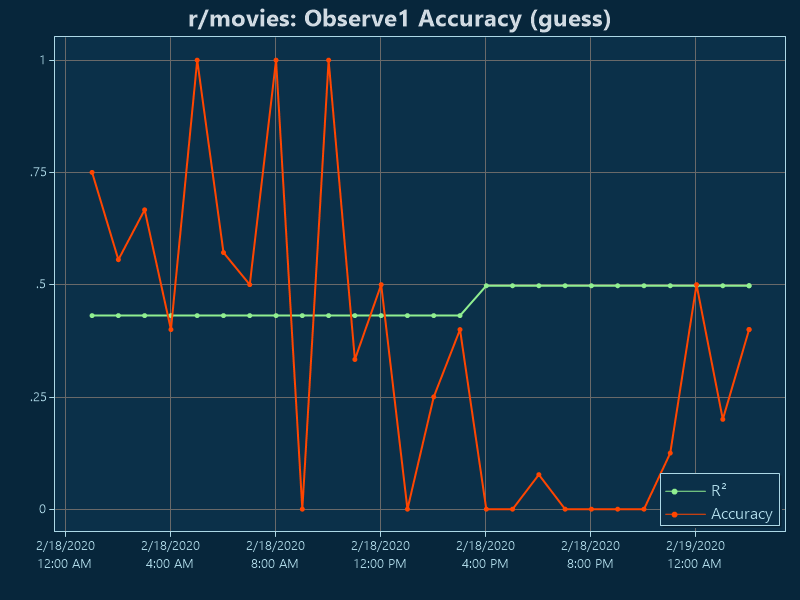 r/movies: Observe1 Accuracy (guess)
1
.75
.5
.25
0
2/18/2020 2/18/2020 2/18/2020 2/18/2020 2/18/2020 2/18/2020 2/19/2020
12:00 AM 4:00 AM 8:00 AM 12:00 PM 4:00 PM 8:00 PM 12:00 AM
R²
Accuracy